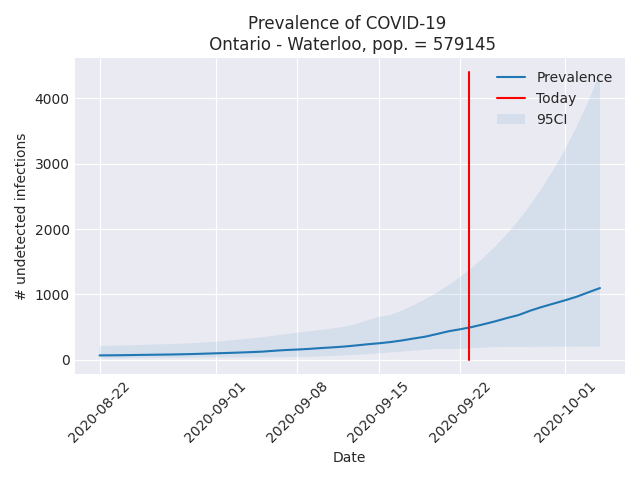 Prevalence of COVID-19
Ontario - Waterloo, pop. = 579145
Prevalence
Today
95CI
4000
3000
2000
1000
0
# undetected infections
2020-08-22
2020-09-01
2020-09-08
2020-09-15
2020-09-22
2020-10-01
Date